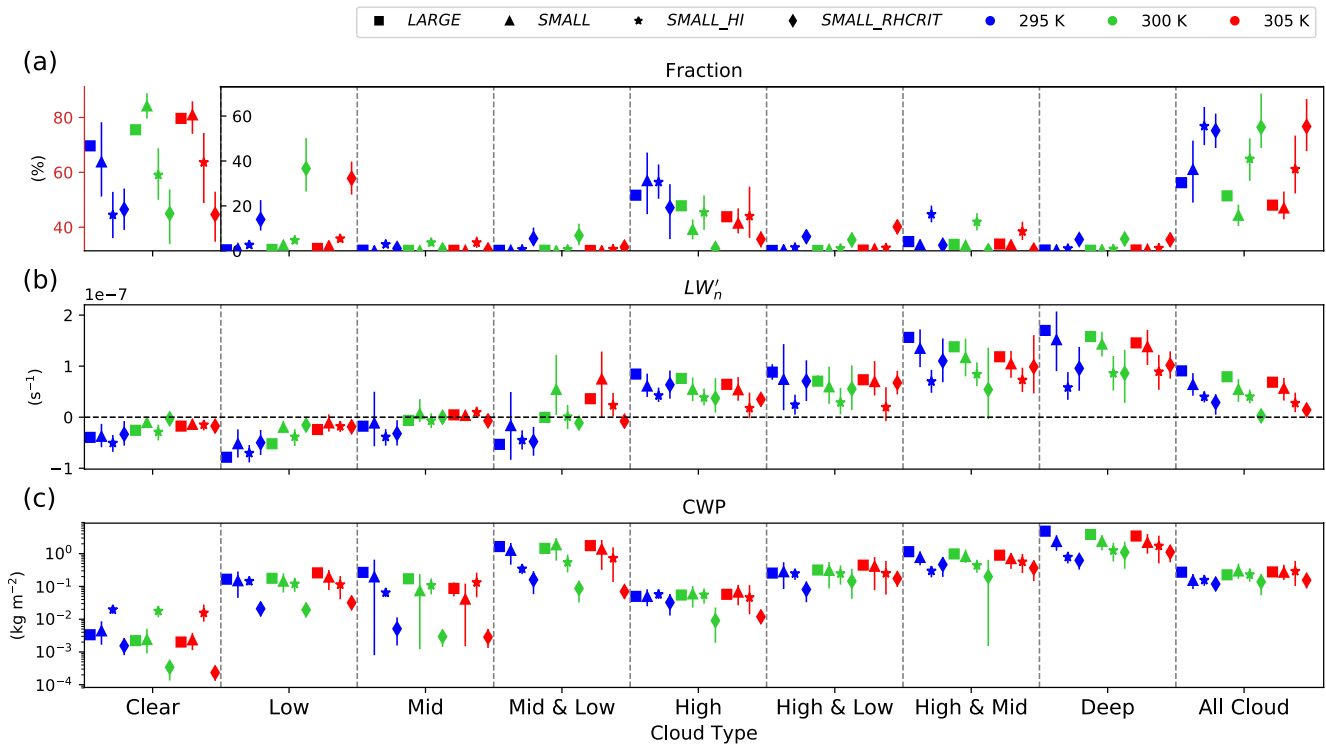 LARGE SMALL SMALL_HI SMALL_RHCRIT 295 K 300 K 305 K
(a)
Fraction
80
60
40
(%)
60
40
20
0
(b)
LW′ₙ
1e-7
2
1
0
−1
(s⁻¹)
(c)
CWP
10⁰
10⁻¹
10⁻²
10⁻³
10⁻⁴
(kg m⁻²)
Clear Low Mid Mid & Low High High & Low High & Mid Deep All Cloud
Cloud Type